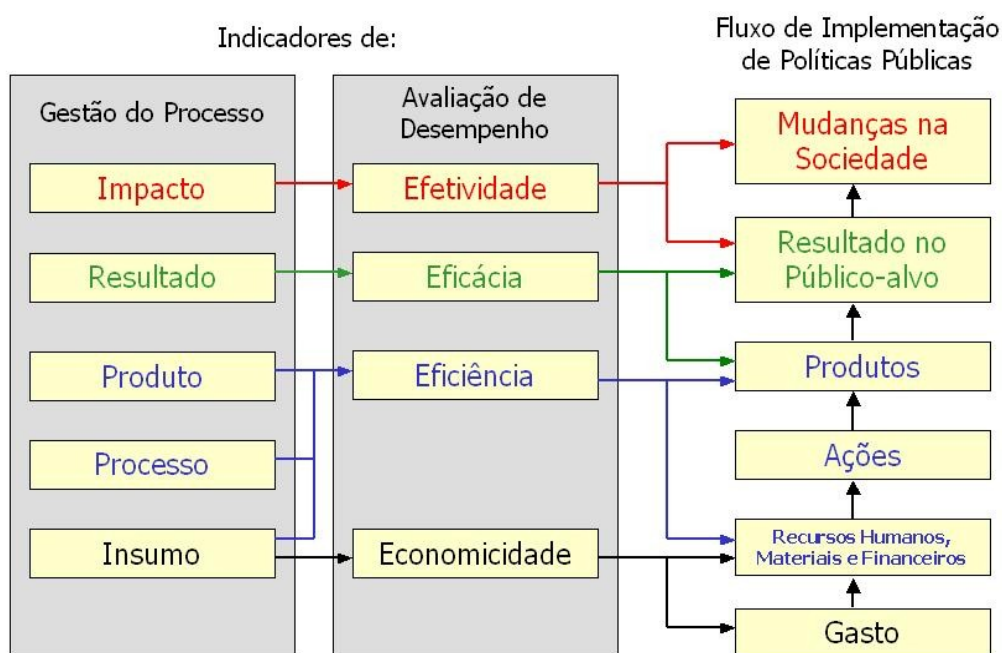 Indicadores de:
Gestão do Processo
Impacto
Resultado
Produto
Processo
Insumo
Avaliação de
Desempenho
Efetividade
Eficácia
Eficiência
Economicidade
Fluxo de Implementação
de Políticas Públicas
Mudanças na
Sociedade
Resultado no
Público-alvo
Produtos
Ações
Recursos Humanos,
Materiais e Financeiros
Gasto